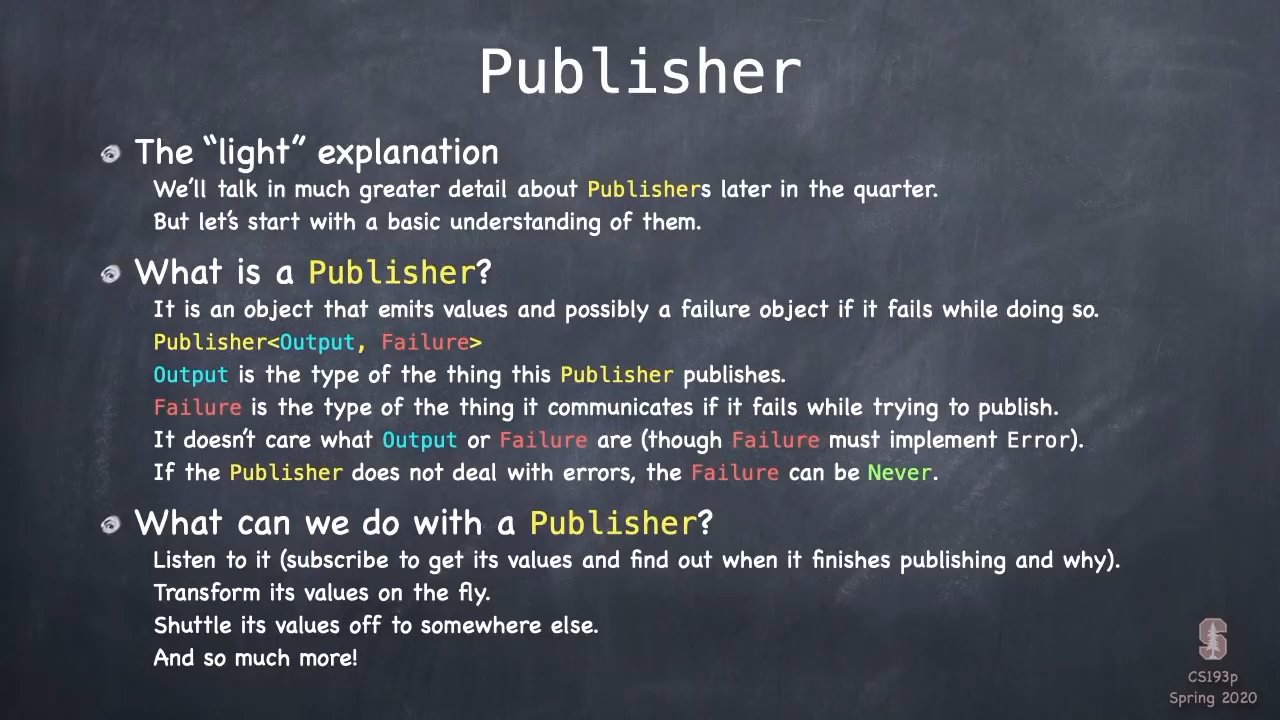 Publisher
The “light” explanation
We’ll talk in much greater detail about Publishers later in the quarter.
But let’s start with a basic understanding of them.
What is a Publisher?
It is an object that emits values and possibly a failure object if it fails while doing so.
Publisher<Output, Failure>
Output is the type of the thing this Publisher publishes.
Failure is the type of the thing it communicates if it fails while trying to publish.
It doesn’t care what Output or Failure are (though Failure must implement Error).
If the Publisher does not deal with errors, the Failure can be Never.
What can we do with a Publisher?
Listen to it (subscribe to get its values and find out when it finishes publishing and why).
Transform its values on the fly.
Shuttle its values off to somewhere else.
And so much more!
S
CS193p
Spring 2020